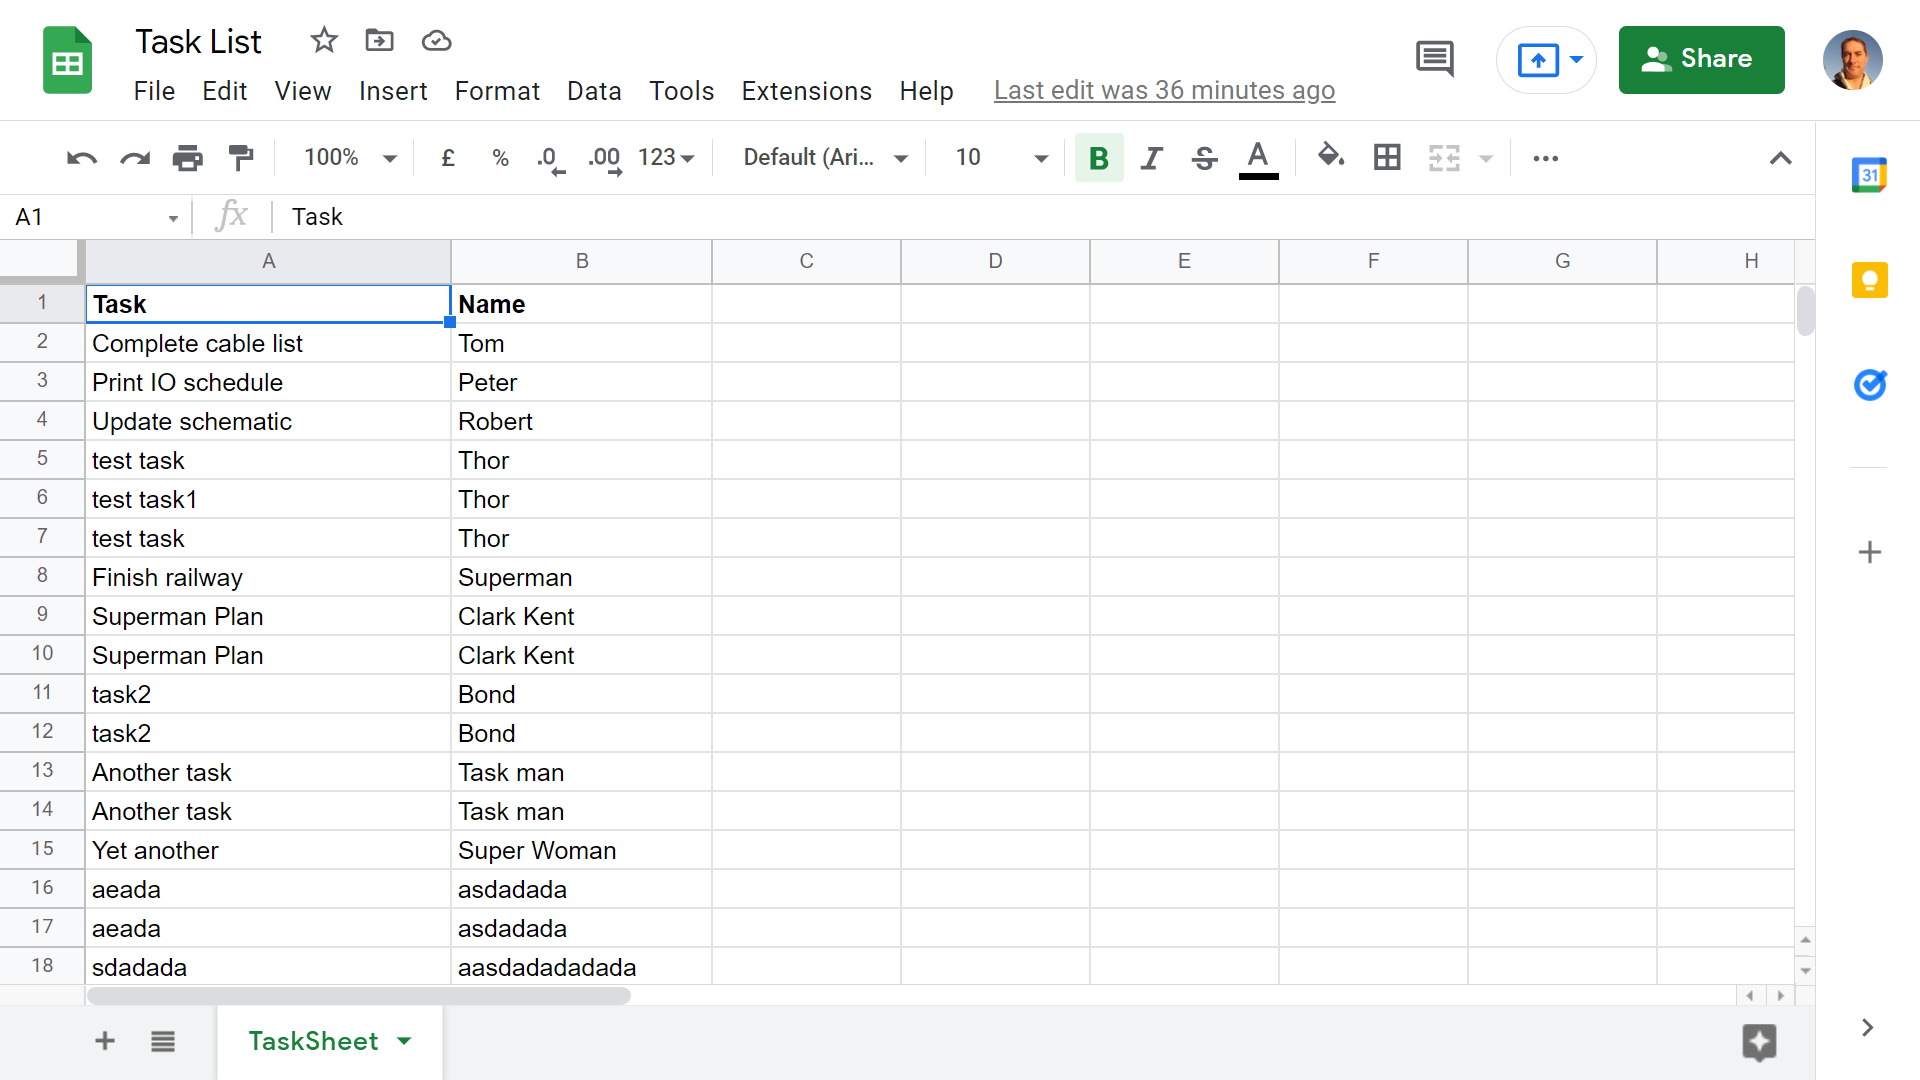 Task List
File Edit View Insert Format Data Tools Extensions Help Last edit was 36 minutes ago
Share
100% £ % .0 .00 123 Default (Ari... 10 B I S A
31
A1 fx Task
A B C D E F G H
1 Task Name
2 Complete cable list Tom
3 Print IO schedule Peter
4 Update schematic Robert
5 test task Thor
6 test task1 Thor
7 test task Thor
8 Finish railway Superman
9 Superman Plan Clark Kent
10 Superman Plan Clark Kent
11 task2 Bond
12 task2 Bond
13 Another task Task man
14 Another task Task man
15 Yet another Super Woman
16 aeada asdadada
17 aeada asdadada
18 sdadada aasdadadadada
TaskSheet